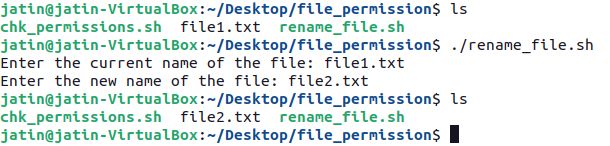 jatin@jatin-VirtualBox:~/Desktop/file_permission$ ls
chk_permissions.sh  file1.txt  rename_file.sh
jatin@jatin-VirtualBox:~/Desktop/file_permission$ ./rename_file.sh
Enter the current name of the file: file1.txt
Enter the new name of the file: file2.txt
jatin@jatin-VirtualBox:~/Desktop/file_permission$ ls
chk_permissions.sh  file2.txt  rename_file.sh
jatin@jatin-VirtualBox:~/Desktop/file_permission$